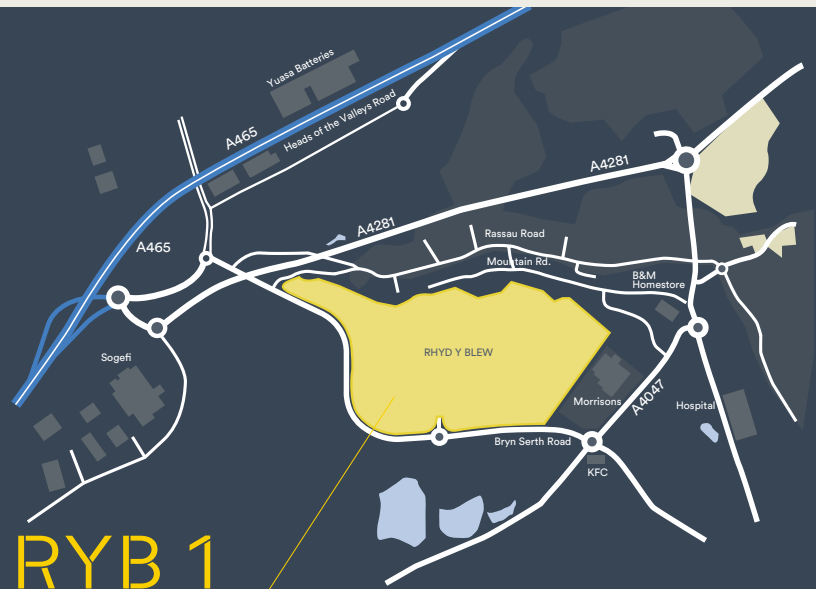 Yuasa Batteries
A465
Heads of the Valleys Road
A4281
A4281
A465
Rassau Road
Mountain Rd.
B&M
Homestore
RHYD Y BLEW
Sogefi
Morrisons
A4047
Hospital
Bryn Serth Road
KFC
RYB 1